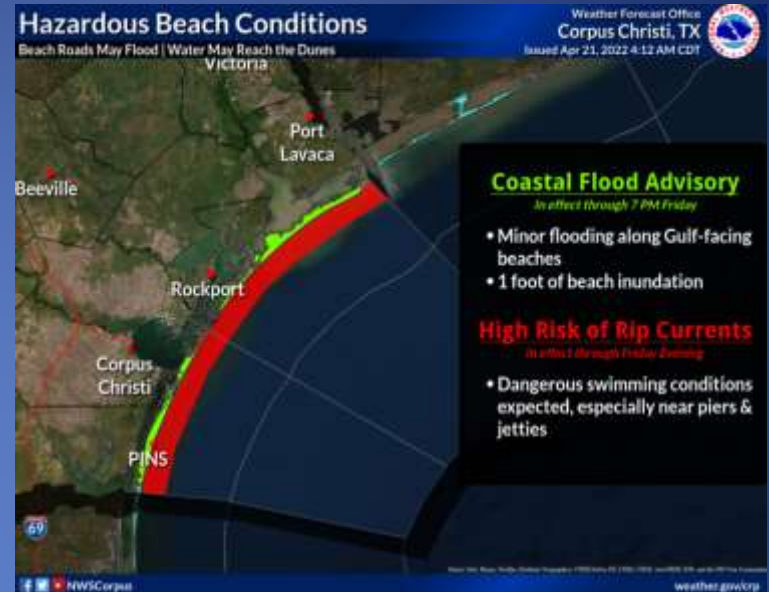 Hazardous Beach Conditions
Beach Roads May Flood | Water May Reach the Dunes
Weather Forecast Office
Corpus Christi, TX
Issued Apr 21, 2022 4:12 AM CDT
Victoria
Port
Lavaca
Beeville
Rockport
Corpus
Christi
PINS
69
Coastal Flood Advisory
In effect through 7 PM Friday
• Minor flooding along Gulf-facing
beaches
• 1 foot of beach inundation
High Risk of Rip Currents
In effect through Friday Evening
• Dangerous swimming conditions
expected, especially near piers &
jetties
NWSCorpus
weather.gov/crp